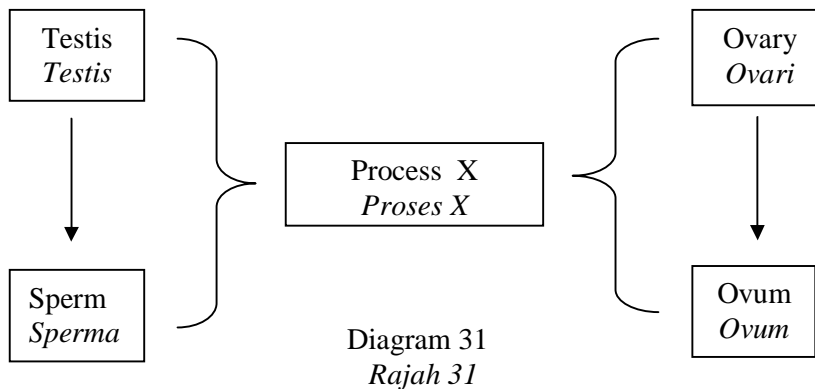 Testis
Testis
Ovary
Ovari
Process X
Proses X
Sperm
Sperma
Ovum
Ovum
Diagram 31
Rajah 31